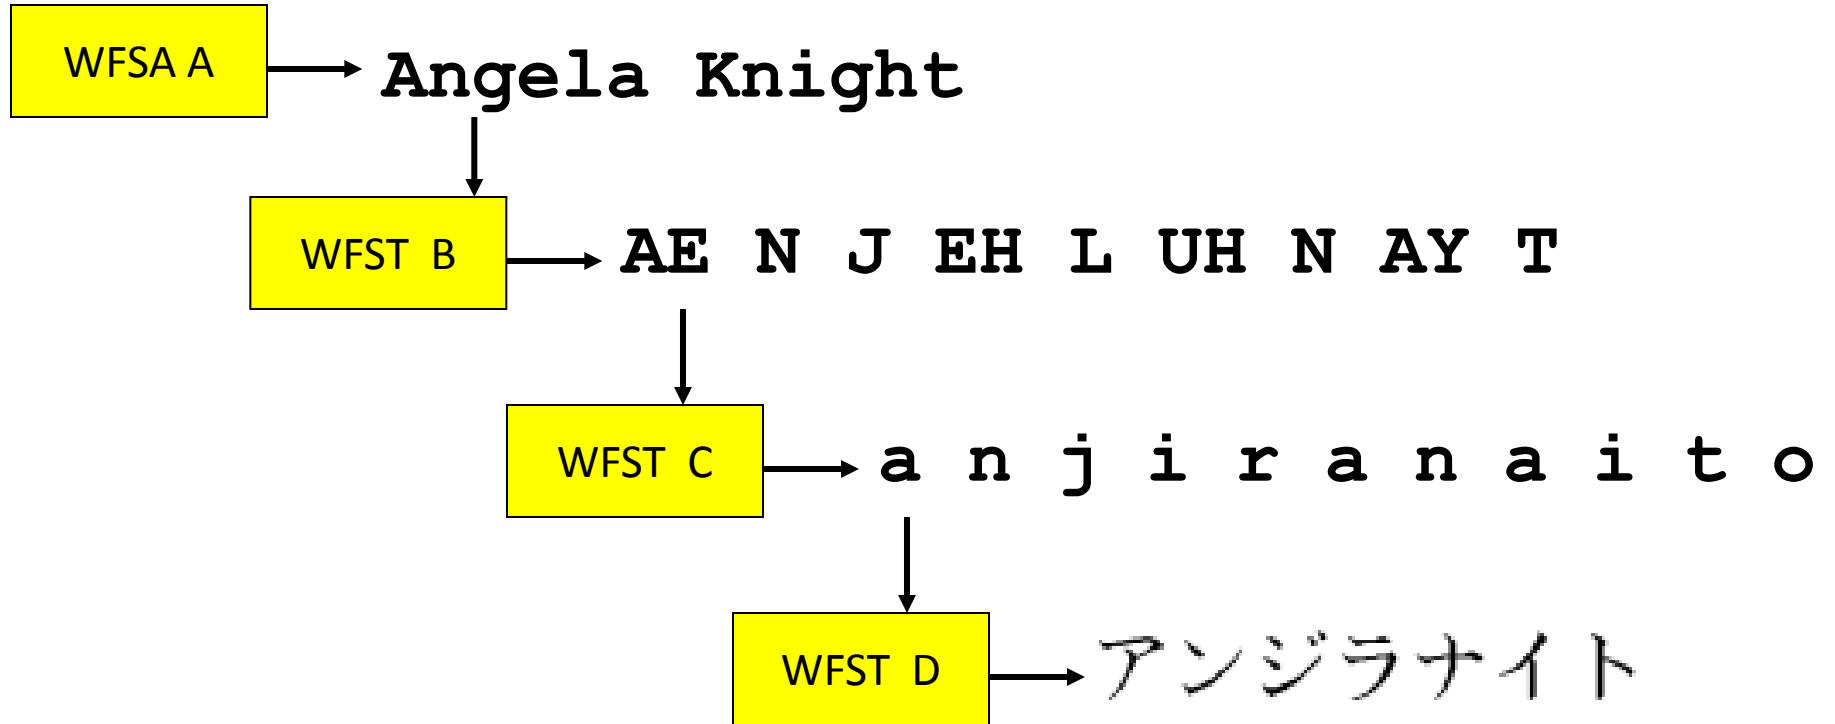 WFSA A
Angela Knight
WFST B
AE N J EH L UH N AY T
WFST C
a n j i r a n a i t o
WFST D
アンジラナイト